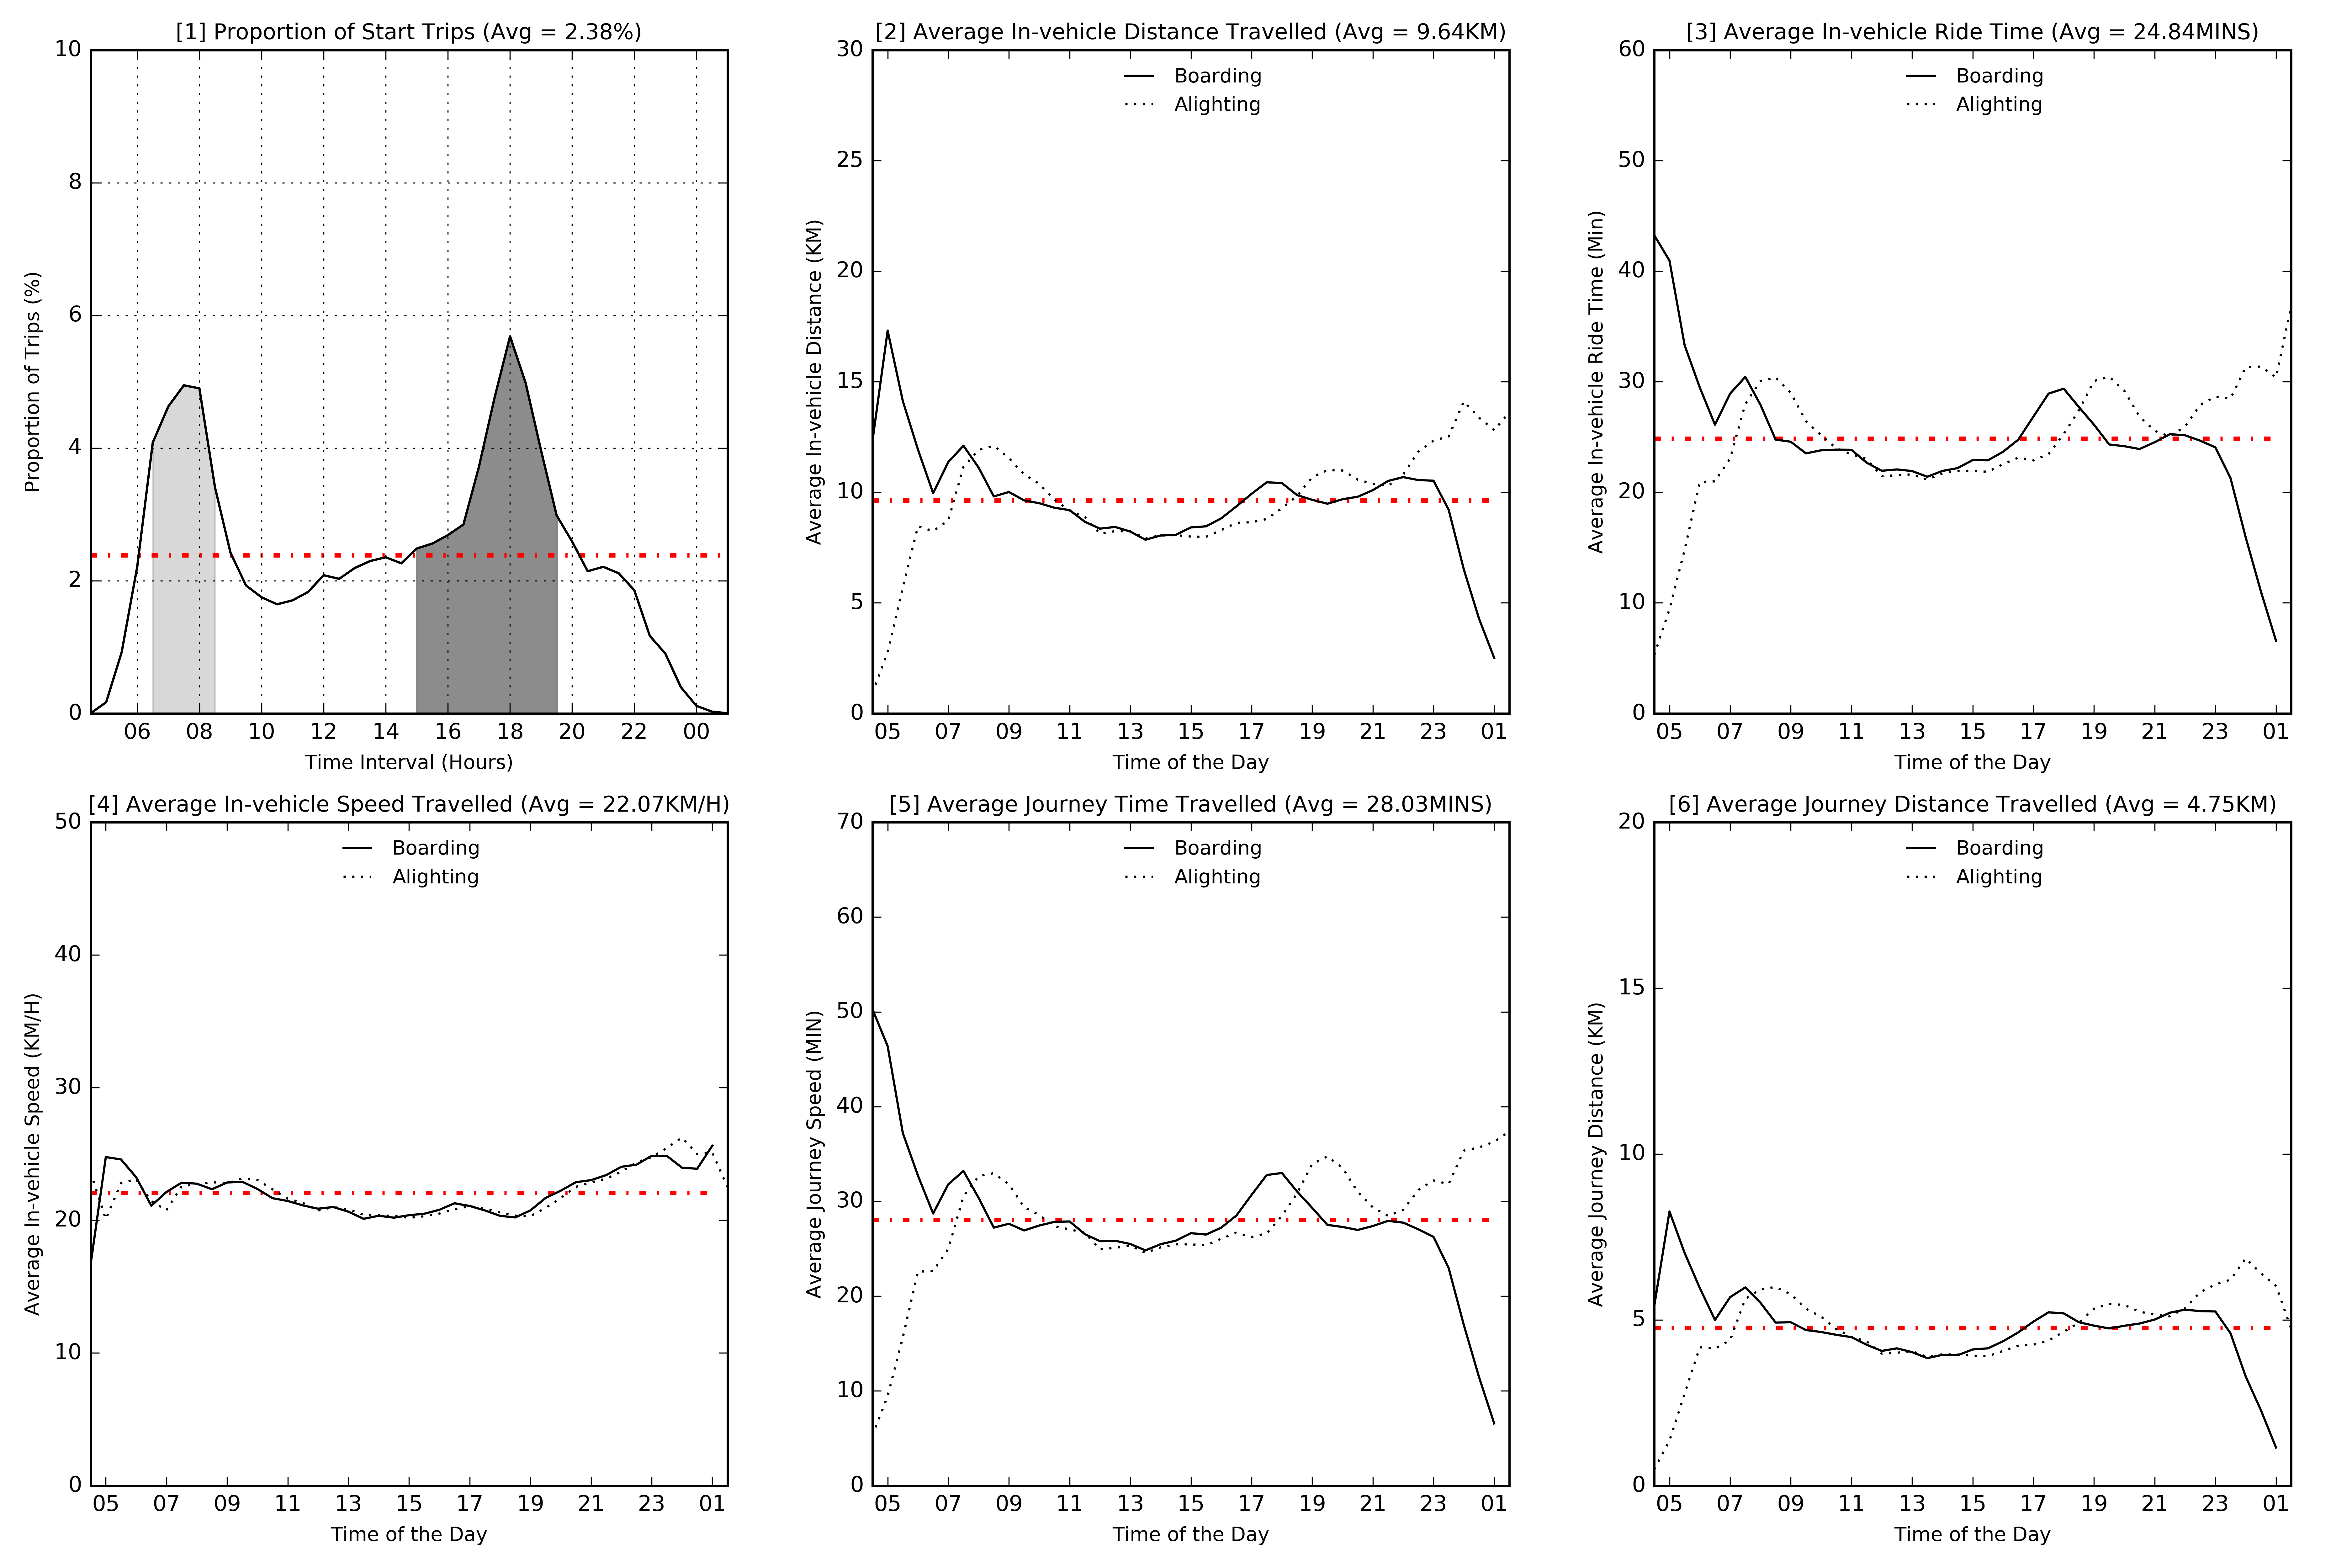 [1] Proportion of Start Trips (Avg = 2.38%)
10
8
6
4
2
0
Proportion of Trips (%)
06 08 10 12 14 16 18 20 22 00
Time Interval (Hours)
[2] Average In-vehicle Distance Travelled (Avg = 9.64KM)
Boarding
Alighting
30
25
20
15
10
5
0
Average In-vehicle Distance (KM)
05 07 09 11 13 15 17 19 21 23 01
Time of the Day
[3] Average In-vehicle Ride Time (Avg = 24.84MINS)
Boarding
Alighting
60
50
40
30
20
10
0
Average In-vehicle Ride Time (Min)
05 07 09 11 13 15 17 19 21 23 01
Time of the Day
[4] Average In-vehicle Speed Travelled (Avg = 22.07KM/H)
Boarding
Alighting
50
40
30
20
10
0
Average In-vehicle Speed (KM/H)
05 07 09 11 13 15 17 19 21 23 01
Time of the Day
[5] Average Journey Time Travelled (Avg = 28.03MINS)
Boarding
Alighting
70
60
50
40
30
20
10
0
Average Journey Speed (MIN)
05 07 09 11 13 15 17 19 21 23 01
Time of the Day
[6] Average Journey Distance Travelled (Avg = 4.75KM)
Boarding
Alighting
20
15
10
5
0
Average Journey Distance (KM)
05 07 09 11 13 15 17 19 21 23 01
Time of the Day